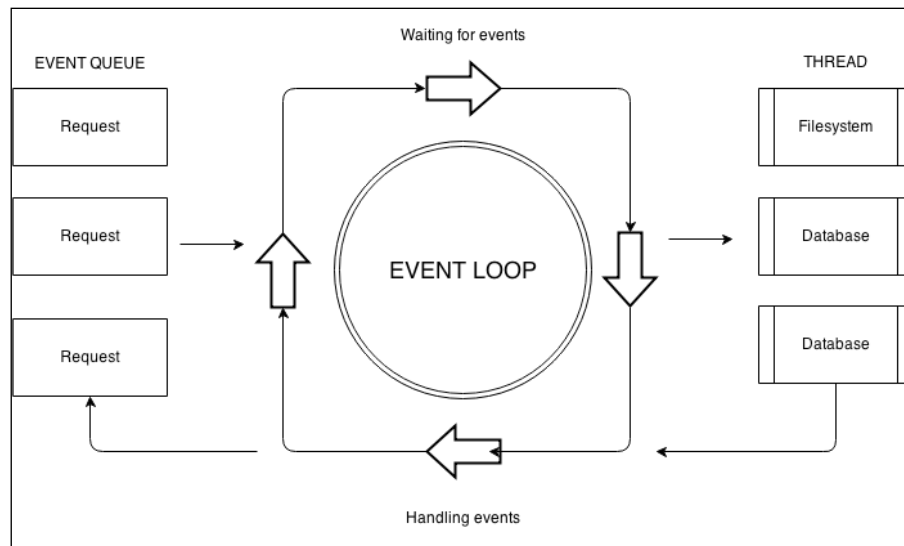 Waiting for events
EVENT QUEUE
THREAD
Request
Filesystem
Request
Database
EVENT LOOP
Request
Database
Handling events